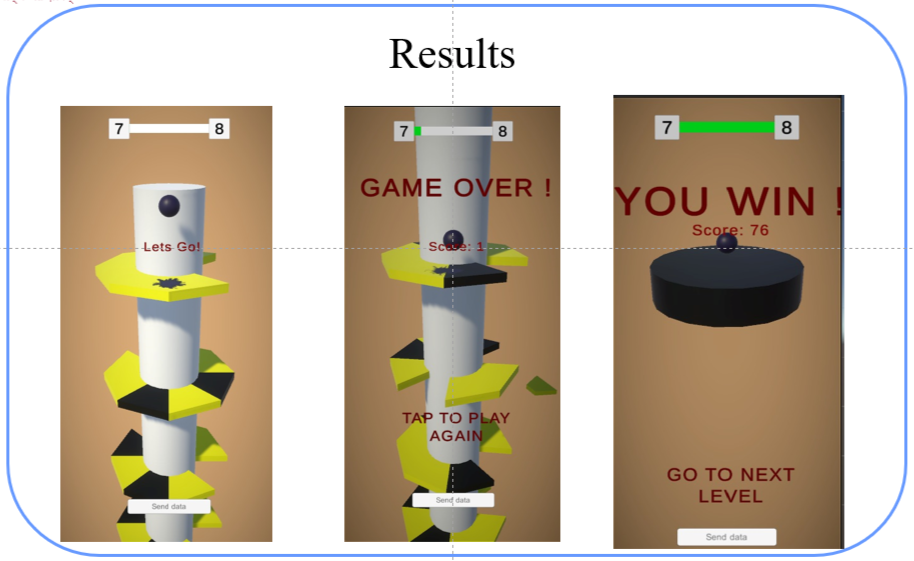 Results
7 8
Lets Go!
Send data
7 8
GAME OVER !
Score: 1
TAP TO PLAY
AGAIN
Send data
7 8
YOU WIN !
Score: 76
GO TO NEXT
LEVEL
Send data